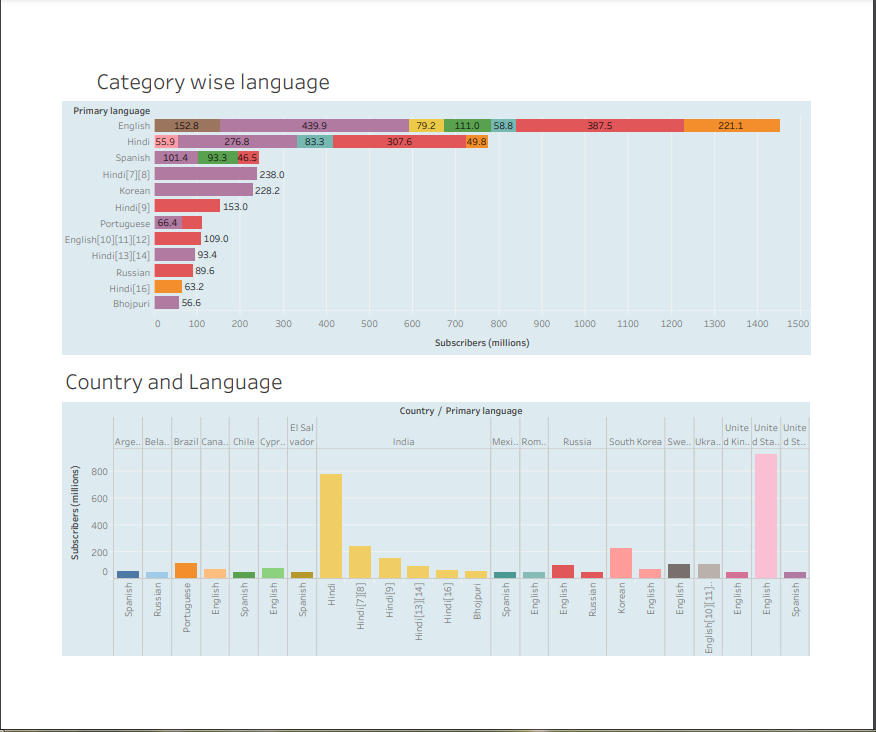 Category wise language
Primary language
English 152.8 439.9 79.2 111.0 58.8 387.5 221.1
Hindi 55.9 276.8 83.3 307.6 49.8
Spanish 101.4 93.3 46.5
Hindi[7][8] 238.0
Korean 228.2
Hindi[9] 153.0
Portuguese 66.4
English[10][11][12] 109.0
Hindi[13][14] 93.4
Russian 89.6
Hindi[16] 63.2
Bhojpuri 56.6
0 100 200 300 400 500 600 700 800 900 1000 1100 1200 1300 1400 1500
Subscribers (millions)
Country and Language
Country / Primary language
El Sal Unite Unite Unite
Arge.. Bela.. Brazil Cana.. Chile Cypr.. vador India Mexi.. Rom.. Russia South Korea Swe.. Ukra.. d Kin.. d Sta.. d St..
Subscribers (millions)
800
600
400
200
0
Spanish
Russian
Portuguese
English
Spanish
English
Spanish
Hindi
Hindi[7][8]
Hindi[9]
Hindi[13][14]
Hindi[16]
Bhojpuri
Spanish
English
English
Russian
Korean
English
English
English[10][11]..
English
English
Spanish